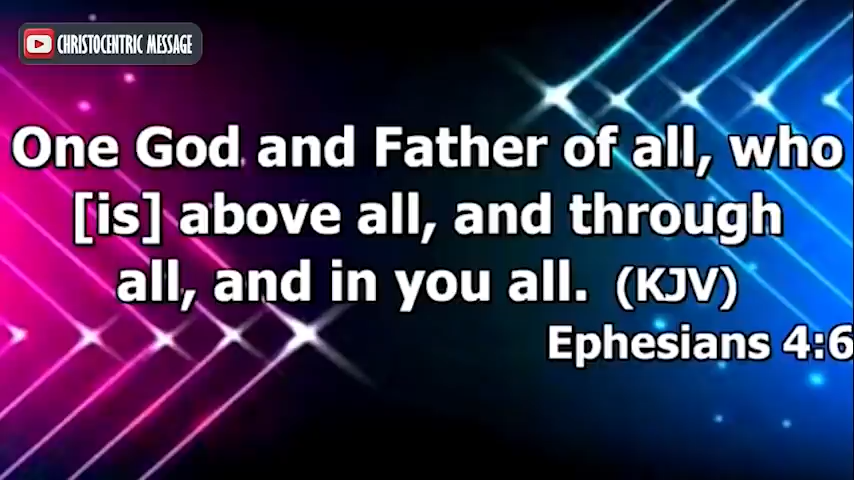 CHRISTOCENTRIC MESSAGE
One God and Father of all, who
[is] above all, and through
all, and in you all. (KJV)
Ephesians 4:6